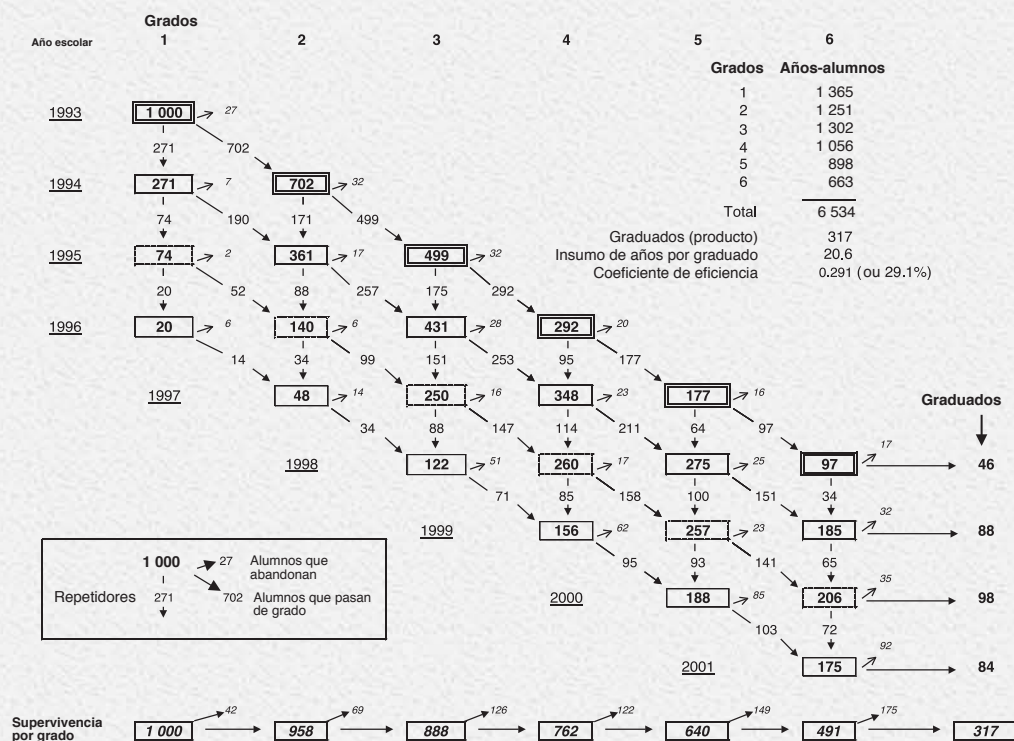 Grados
Año escolar 1 2 3 4 5 6
Grados Años-alumnos
1 1 365
2 1 251
3 1 302
4 1 056
5 898
6 663
Total 6 534
Graduados (producto) 317
Insumo de años por graduado 20.6
Coeficiente de eficiencia 0.291 (ou 29.1%)
1993 1 000 27
271 702
1994 271 7 702 32
74 190 171 499
1995 74 2 361 17 499 32
20 52 88 257 175 292
1996 20 6 140 6 431 28 292 20
14 34 99 151 253 95 177
1997 48 14 250 16 348 23 177 16
Graduados
34 88 147 114 211 64 97
1998 122 51 260 17 275 25 97 17 46
71 85 158 100 151 34
1999 156 62 257 23 185 32 88
95 93 141 65
2000 188 85 206 35 98
103 72
2001 175 92 84
1 000 27 Alumnos que
abandonan
Repetidores 271 702 Alumnos que pasan
de grado
Supervivencia
por grado
1 000 42 958 69 888 126 762 122 640 149 491 175 317